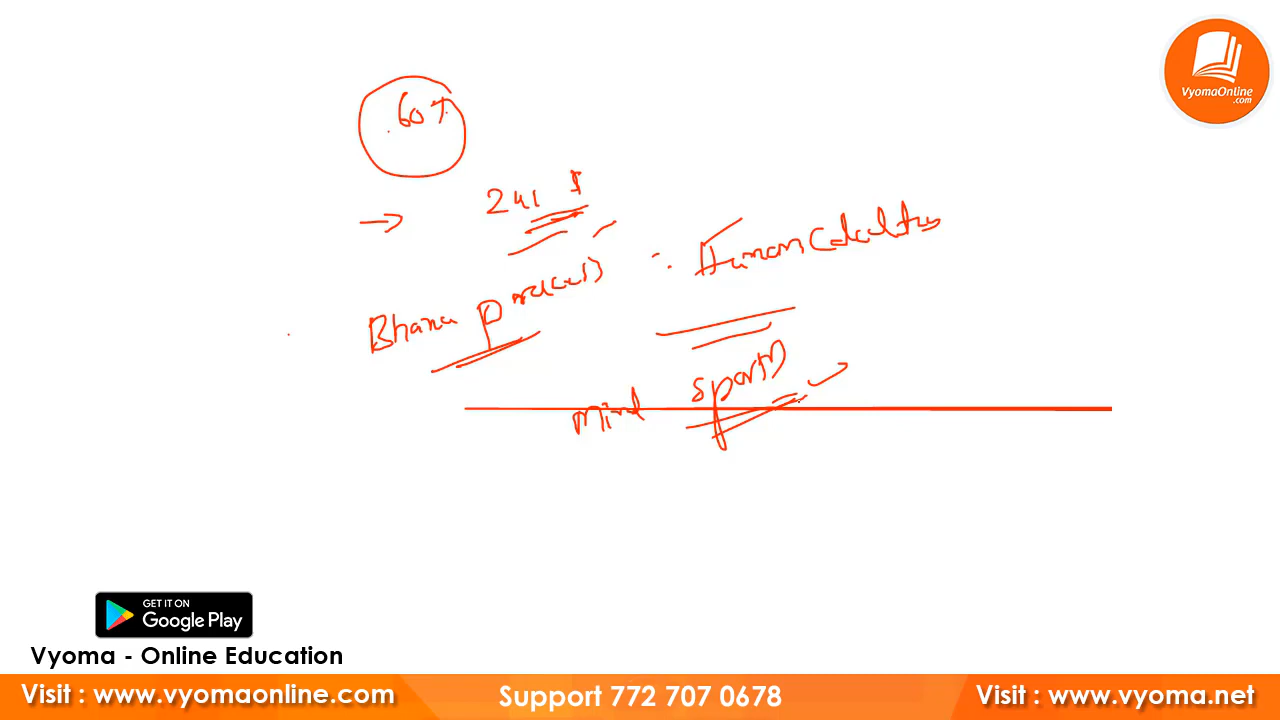 VyomaOnline
.com
60%
→ 241 $
Bhanu : Human Calculator
Mind Sports
GET IT ON
Google Play
Vyoma - Online Education
Visit : www.vyomaonline.com
Support 772 707 0678
Visit : www.vyoma.net